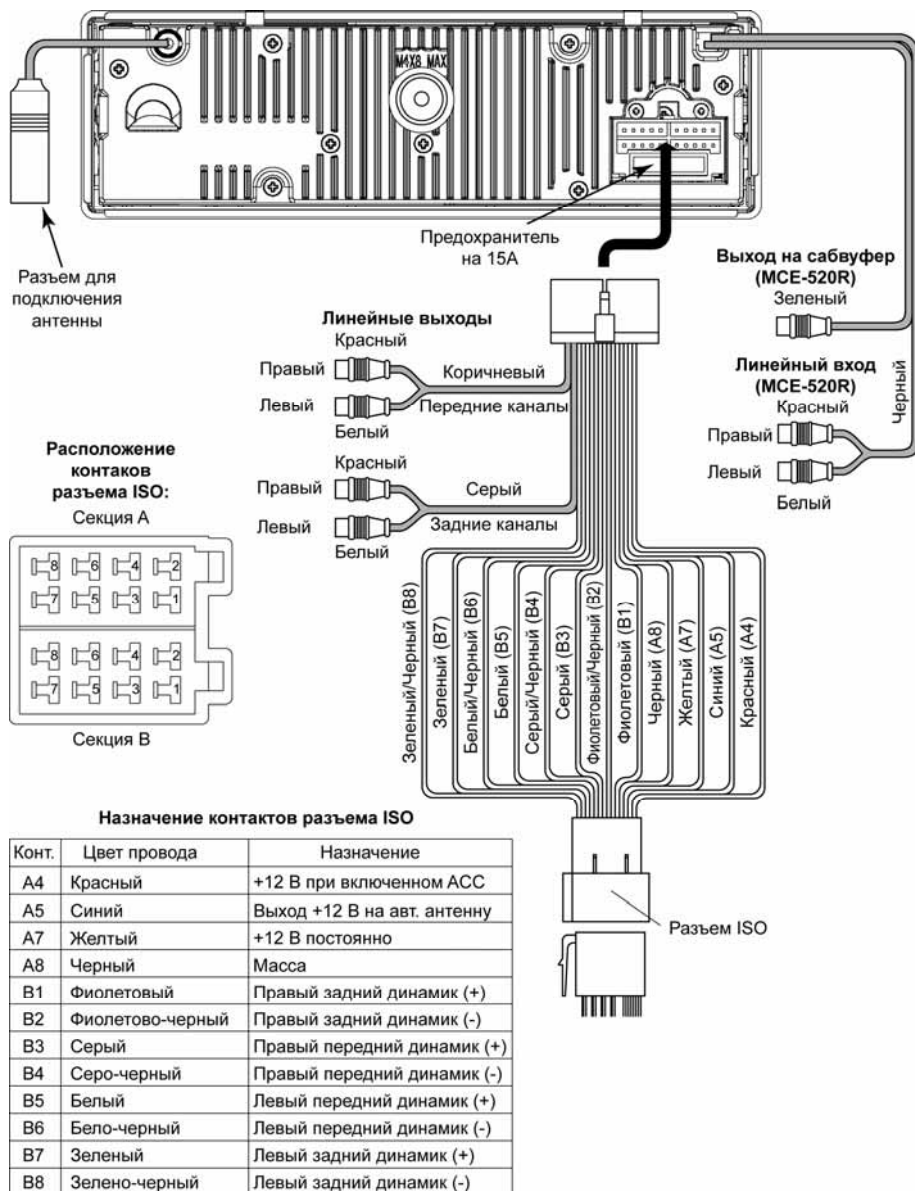 M4X8 MAX
Предохранитель
на 15А
Разъем для
подключения
антенны
Выход на сабвуфер
(MCE-520R)
Зеленый
Линейные выходы
Красный
Правый
Коричневый
Левый
Передние каналы
Белый
Линейный вход
(MCE-520R)
Черный
Красный
Правый
Левый
Белый
Красный
Правый
Серый
Левый
Задние каналы
Белый
Расположение
контаков
разъема ISO:
Секция А
8 6 4 2
7 5 3 1
8 6 4 2
7 5 3 1
Секция В
Зеленый/Черный (B8)
Зеленый (B7)
Белый/Черный (B6)
Белый (B5)
Серый/Черный (B4)
Серый (B3)
Фиолетовый/Черный (B2)
Фиолетовый (B1)
Черный (A8)
Желтый (A7)
Синий (A5)
Красный (A4)
Разъем ISO
Назначение контактов разъема ISO
Конт. Цвет провода Назначение
A4 Красный +12 В при включенном ACC
A5 Синий Выход +12 В на авт. антенну
A7 Желтый +12 В постоянно
A8 Черный Масса
B1 Фиолетовый Правый задний динамик (+)
B2 Фиолетово-черный Правый задний динамик (-)
B3 Серый Правый передний динамик (+)
B4 Серо-черный Правый передний динамик (-)
B5 Белый Левый передний динамик (+)
B6 Бело-черный Левый передний динамик (-)
B7 Зеленый Левый задний динамик (+)
B8 Зелено-черный Левый задний динамик (-)